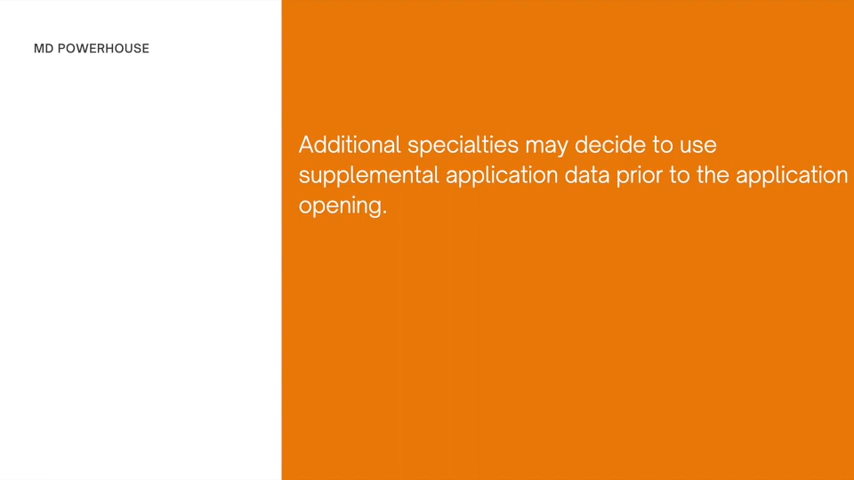 MD POWERHOUSE
Additional specialties may decide to use
supplemental application data prior to the application
opening.